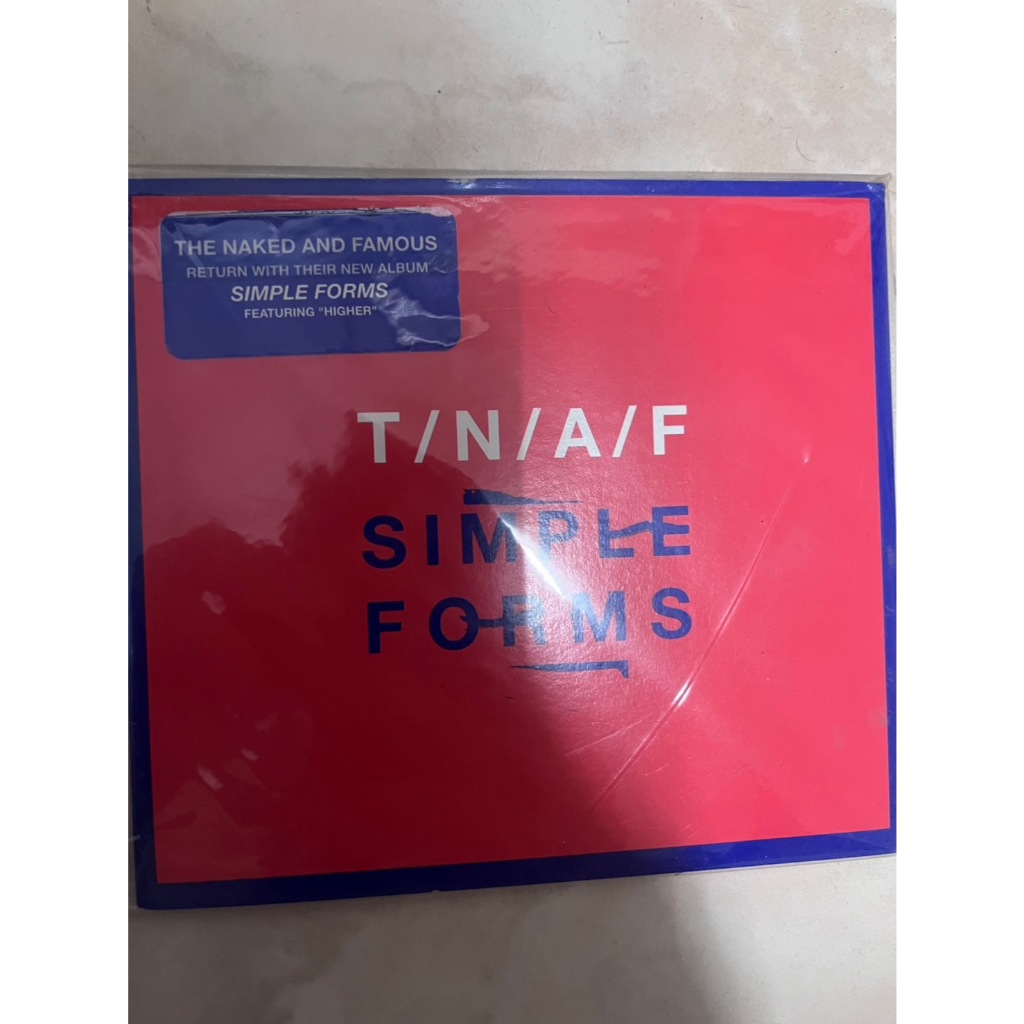 THE NAKED AND FAMOUS
RETURN WITH THEIR NEW ALBUM
SIMPLE FORMS
FEATURING "HIGHER"
T/N/A/F
SIMPLE
FORMS